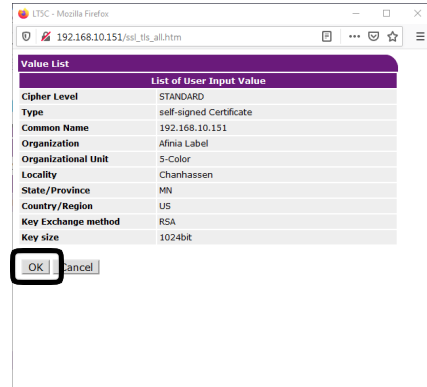 LT5C - Mozilla Firefox
192.168.10.151/ssl_tls_all.htm
Value List
List of User Input Value
Cipher Level STANDARD
Type self-signed Certificate
Common Name 192.168.10.151
Organization Afinia Label
Organizational Unit 5-Color
Locality Chanhassen
State/Province MN
Country/Region US
Key Exchange method RSA
Key size 1024bit
OK Cancel